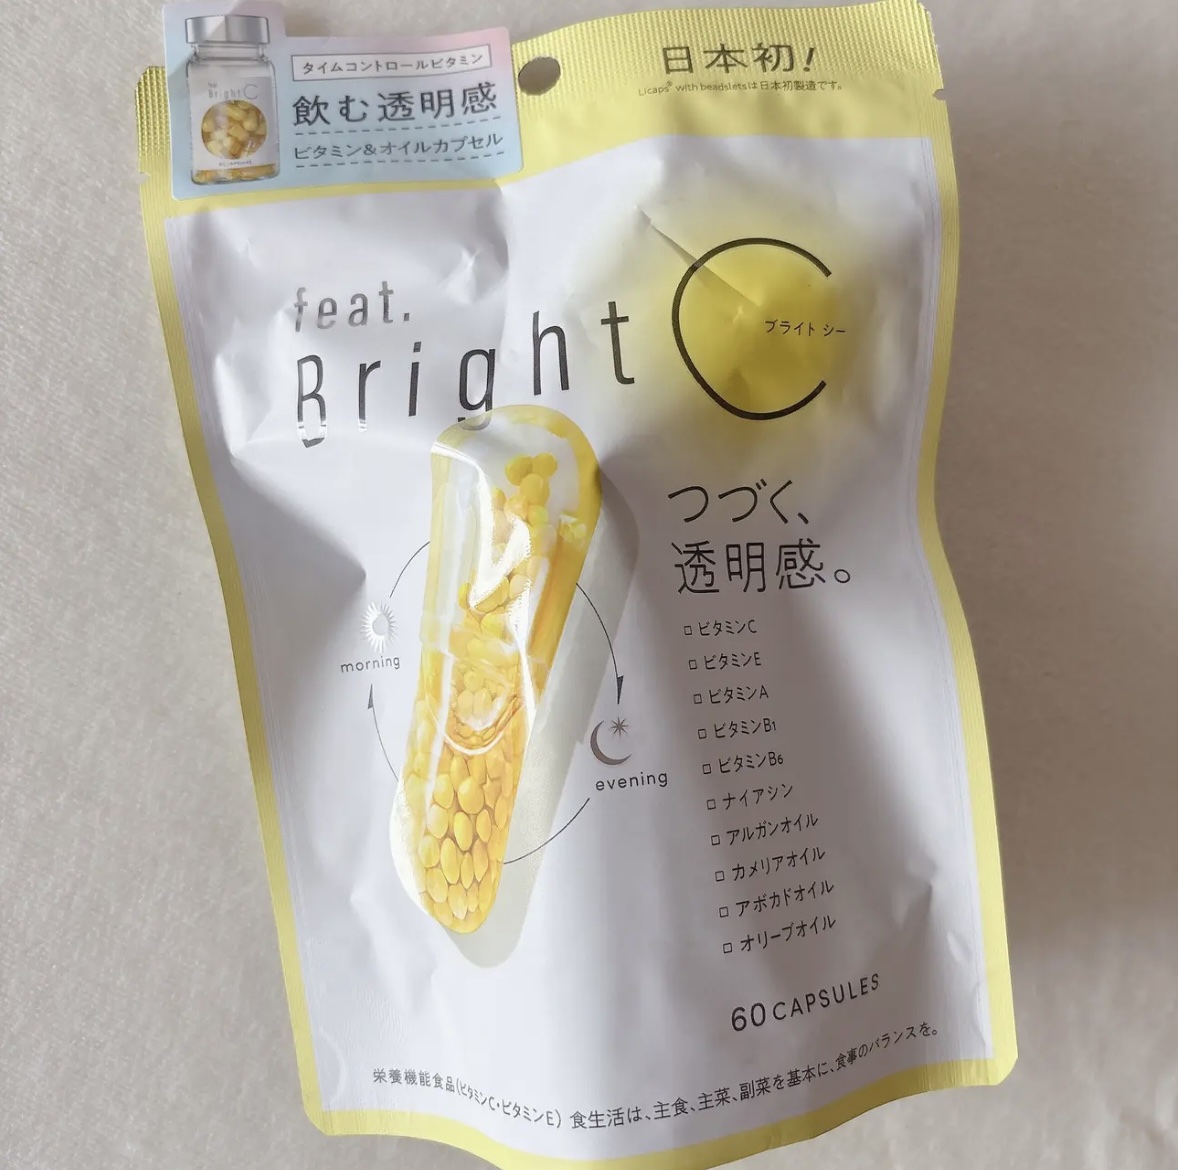 タイムコントロールビタミン
飲む透明感
ビタミン&オイルカプセル
feat.
Bright C
60 CAPSULES
日本初!
Licaps® with beadsletsは日本初製造です。
feat.
Bright C
ブライト シー
つづく、
透明感。
morning
evening
□ ビタミンC
□ ビタミンE
□ ビタミンA
□ ビタミンB1
□ ビタミンB6
□ ナイアシン
□ アルガンオイル
□ カメリアオイル
□ アボカドオイル
□ オリーブオイル
60 CAPSULES
栄養機能食品(ビタミンC・ビタミンE) 食生活は、主食、主菜、副菜を基本に、食事のバランスを。